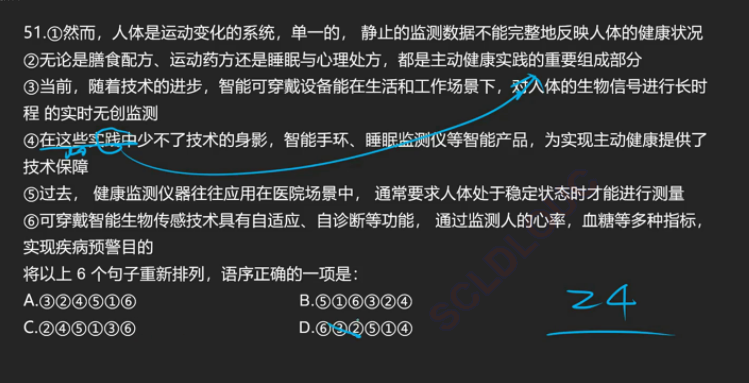 51.①然而，人体是运动变化的系统，单一的， 静止的监测数据不能完整地反映人体的健康状况
②无论是膳食配方、运动药方还是睡眠与心理处方，都是主动健康实践的重要组成部分
③当前，随着技术的进步，智能可穿戴设备能在生活和工作场景下，对人体的生物信号进行长时
程 的实时无创监测
④在这些实践中少不了技术的身影，智能手环、睡眠监测仪等智能产品，为实现主动健康提供了
技术保障
⑤过去， 健康监测仪器往往应用在医院场景中， 通常要求人体处于稳定状态时才能进行测量
⑥可穿戴智能生物传感技术具有自适应、自诊断等功能， 通过监测人的心率，血糖等多种指标，
实现疾病预警目的
将以上 6 个句子重新排列，语序正确的一项是：
A.③②④⑤①⑥
B.⑤①⑥③②④
C.②④⑤①③⑥
D.⑥③②⑤①④
24
SCLDL